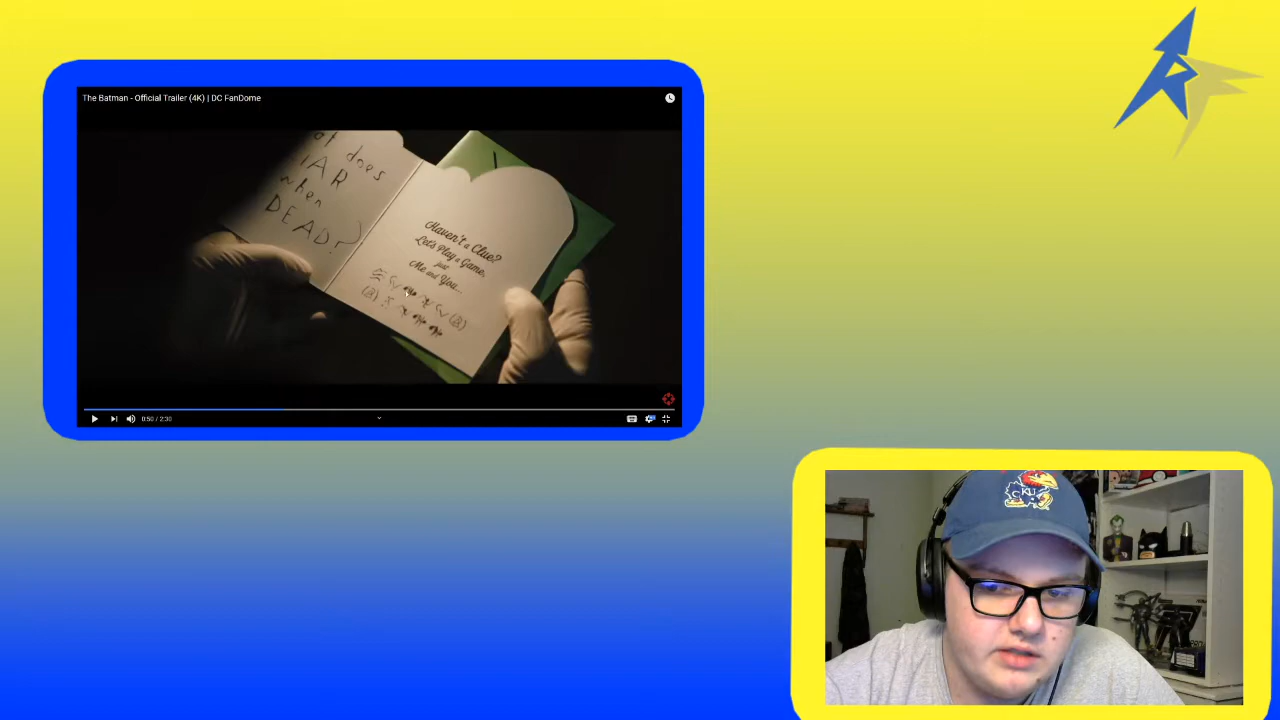 The Batman - Official Trailer (4K) | DC FanDome
does
when
DEAD?
Haven't a Clue?
Let's Play a Game,
just
Me and You...
0:50 / 2:30
KU